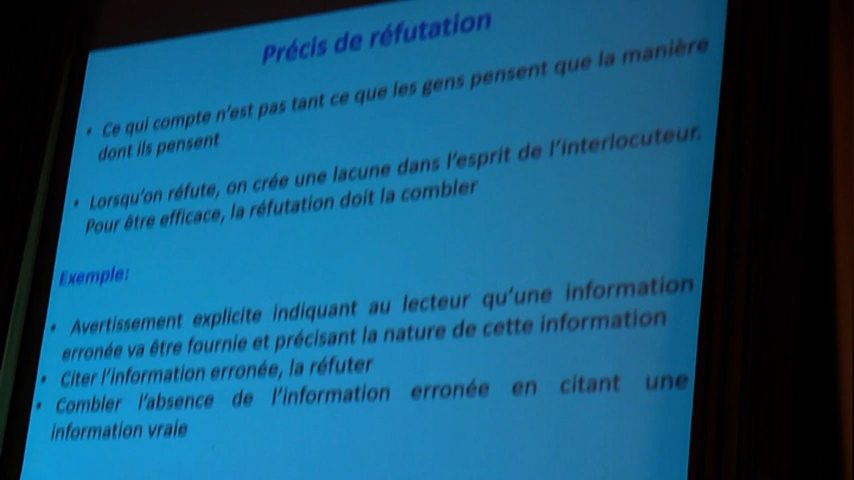 Précis de réfutation
• Ce qui compte n'est pas tant ce que les gens pensent que la manière
dont ils pensent
• Lorsqu'on réfute, on crée une lacune dans l'esprit de l'interlocuteur.
Pour être efficace, la réfutation doit la combler
Exemple:
• Avertissement explicite indiquant au lecteur qu'une information
erronée va être fournie et précisant la nature de cette information
• Citer l'information erronée, la réfuter
• Combler l'absence de l'information erronée en citant une
information vraie